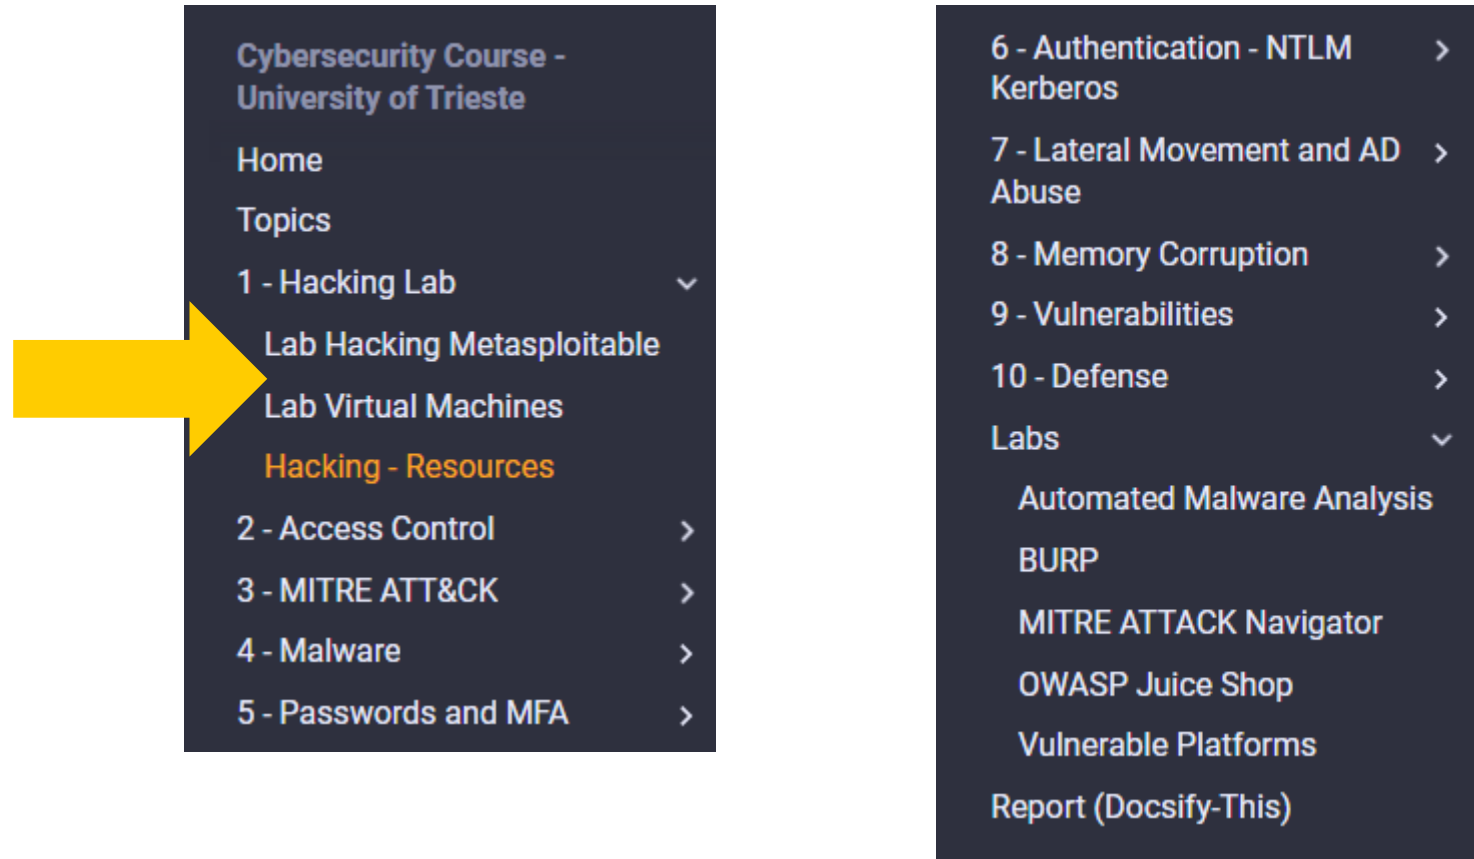 Cybersecurity Course -
University of Trieste
Home
Topics
1 - Hacking Lab
Lab Hacking Metasploitable
Lab Virtual Machines
Hacking - Resources
2 - Access Control
3 - MITRE ATT&CK
4 - Malware
5 - Passwords and MFA
6 - Authentication - NTLM
Kerberos
7 - Lateral Movement and AD
Abuse
8 - Memory Corruption
9 - Vulnerabilities
10 - Defense
Labs
Automated Malware Analysis
BURP
MITRE ATTACK Navigator
OWASP Juice Shop
Vulnerable Platforms
Report (Docsify-This)